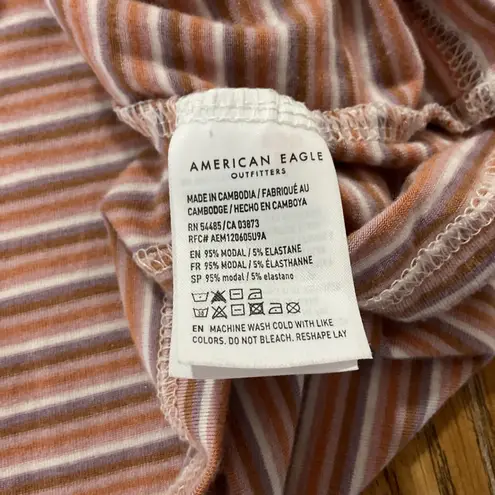 AMERICAN EAGLE
OUTFITTERS
MADE IN CAMBODIA / FABRIQUÉ AU
CAMBODGE / HECHO EN CAMBOYA
RN 54485 / CA 03873
RFC# AEM120605U9A
EN 95% MODAL / 5% ELASTANE
FR 95% MODAL / 5% ÉLASTHANNE
SP 95% modal / 5% elastano
EN MACHINE WASH COLD WITH LIKE
COLORS. DO NOT BLEACH. RESHAPE LAY